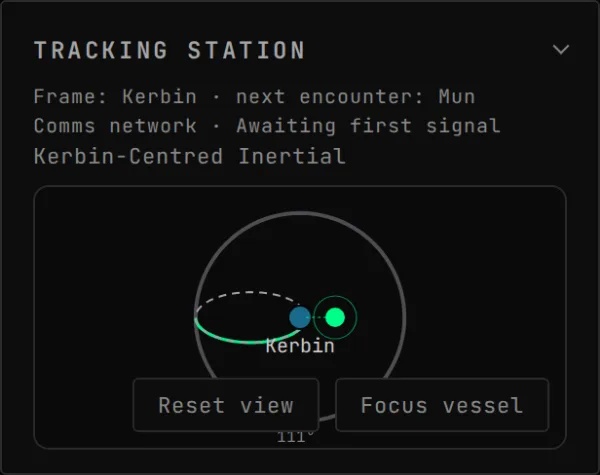 TRACKING STATION
Frame: Kerbin · next encounter: Mun
Comms network · Awaiting first signal
Kerbin-Centred Inertial
Kerbin
Reset view
Focus vessel
111°